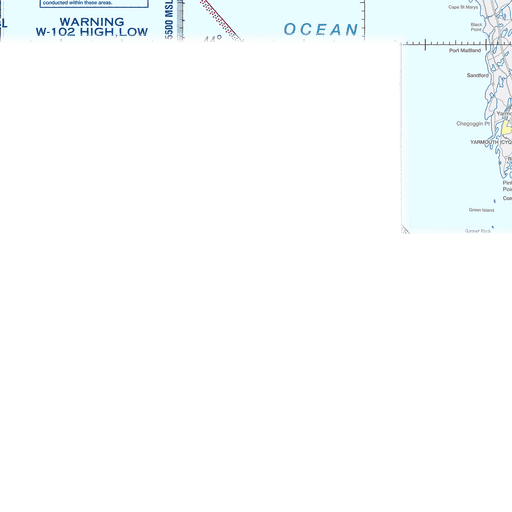 conducted within these areas.
WARNING
W-102 HIGH,LOW
L
5500 MSL
44°
OCEAN
Cape St Marys
Black
Point
Port Maitland
Sandford
Chegoggin Pt
YARMOUTH (CYQ
Green Island